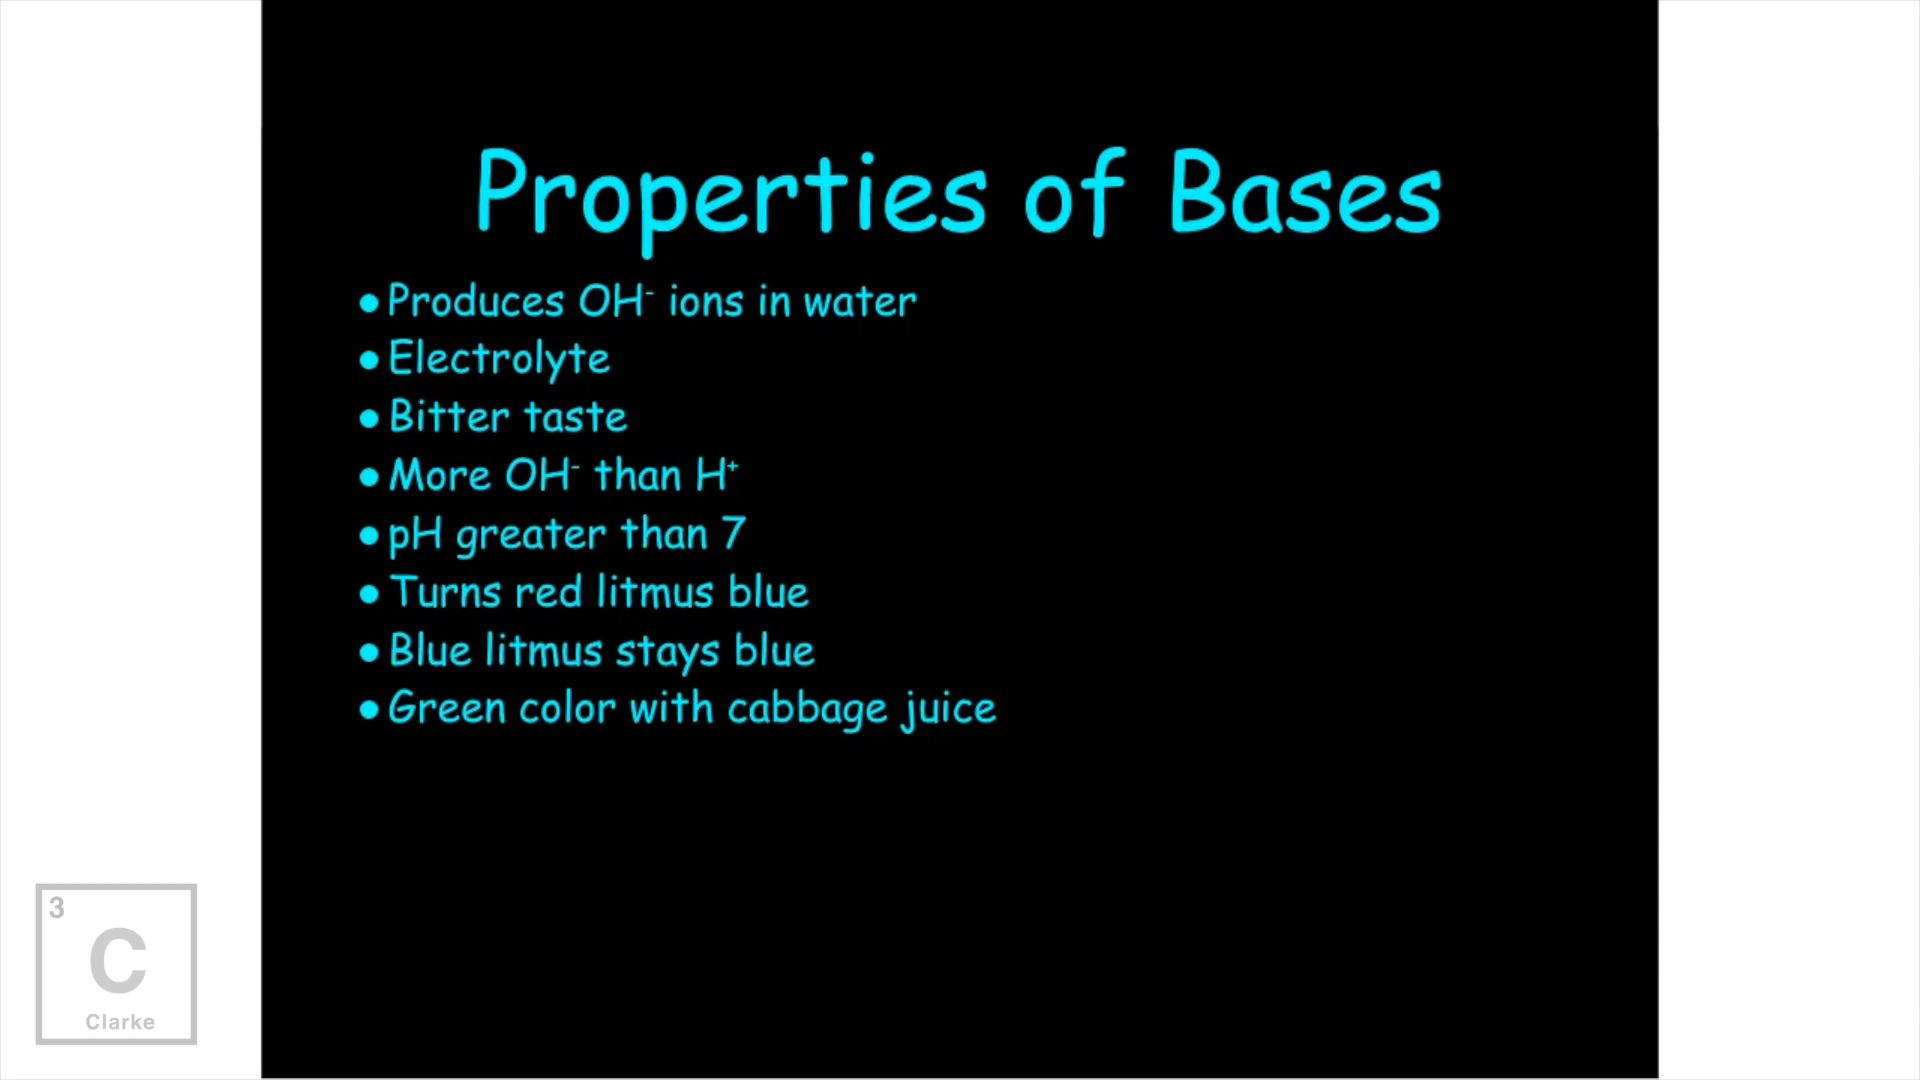 Properties of Bases
● Produces OH⁻ ions in water
● Electrolyte
● Bitter taste
● More OH⁻ than H⁺
● pH greater than 7
● Turns red litmus blue
● Blue litmus stays blue
● Green color with cabbage juice
3
C
Clarke